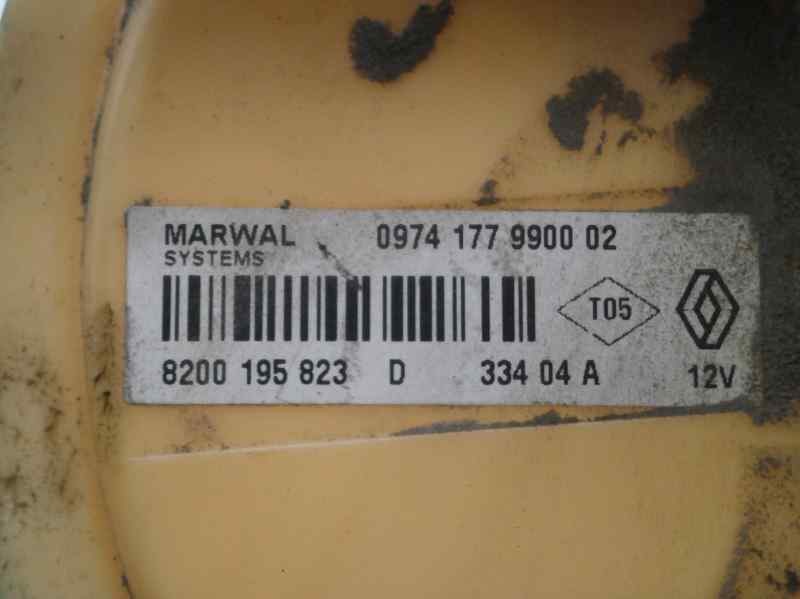 MARWAL 0974 177 9900 02
SYSTEMS
T05
8200 195 823 D 334 04 A 12V